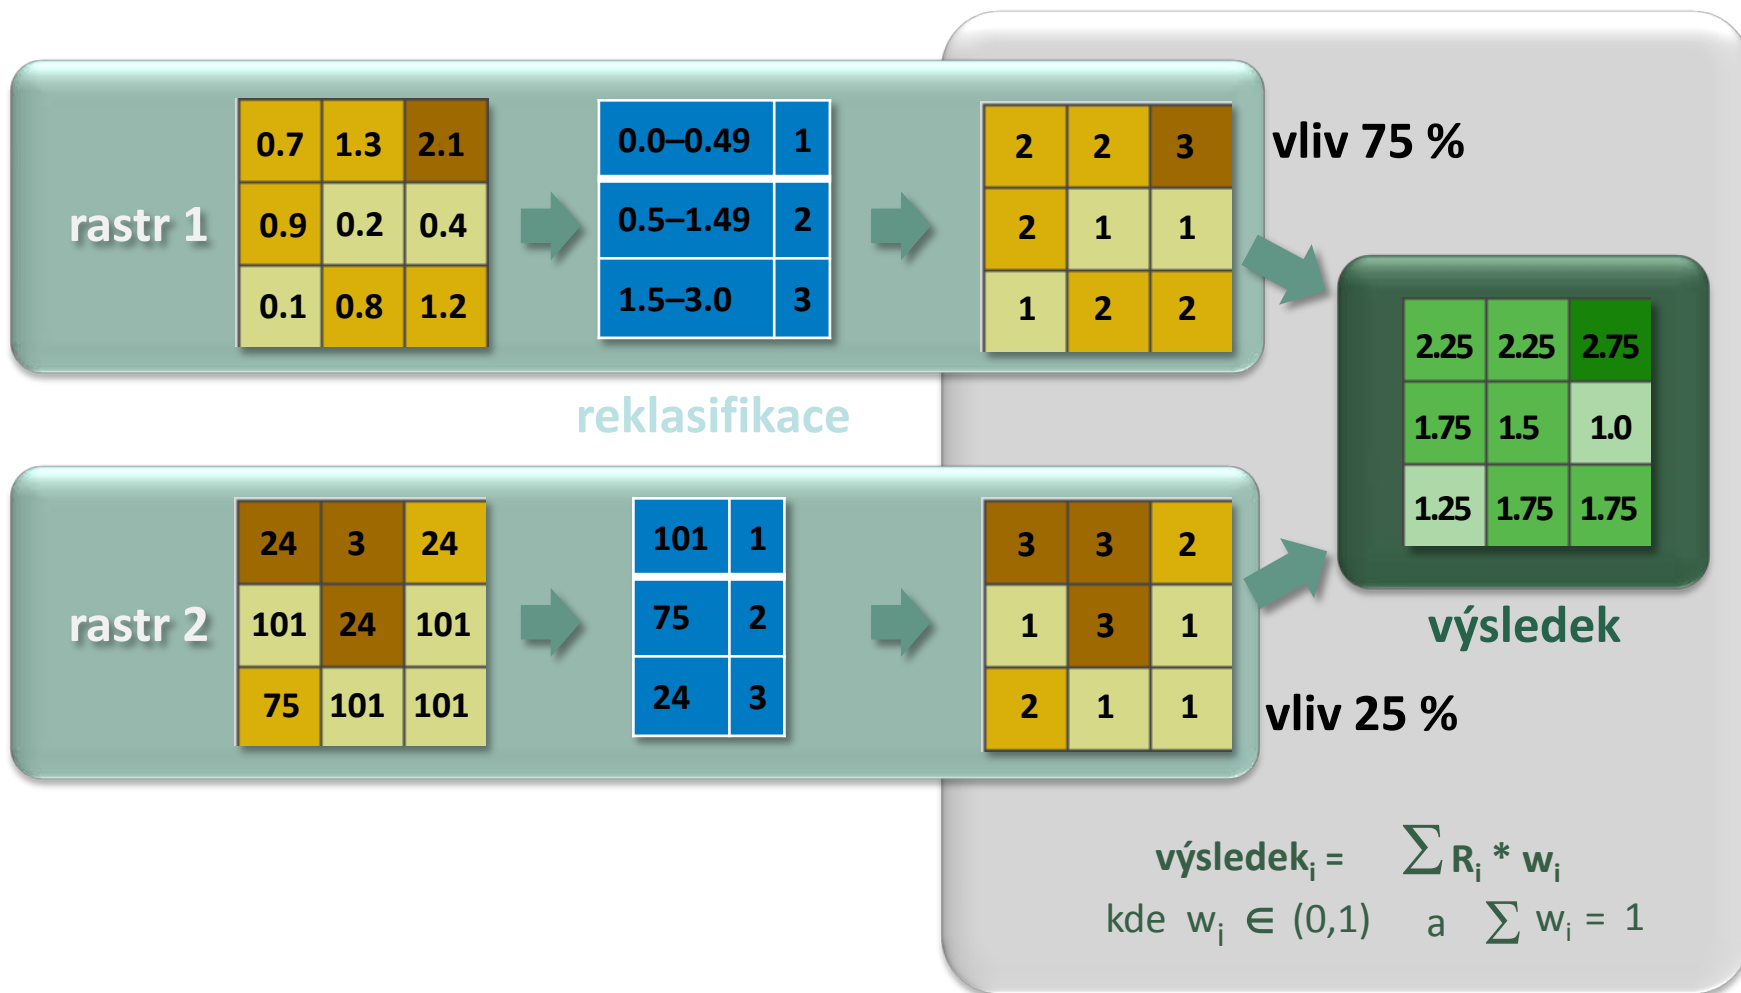 rastr 1
0.7 1.3 2.1
0.9 0.2 0.4
0.1 0.8 1.2
0.0–0.49 1
0.5–1.49 2
1.5–3.0 3
2 2 3
2 1 1
1 2 2
vliv 75 %
reklasifikace
rastr 2
24 3 24
101 24 101
75 101 101
101 1
75 2
24 3
3 3 2
1 3 1
2 1 1
vliv 25 %
2.25 2.25 2.75
1.75 1.5 1.0
1.25 1.75 1.75
výsledek
výsledekᵢ = ∑ Rᵢ * wᵢ
kde wᵢ ∈ (0,1) a ∑ wᵢ = 1